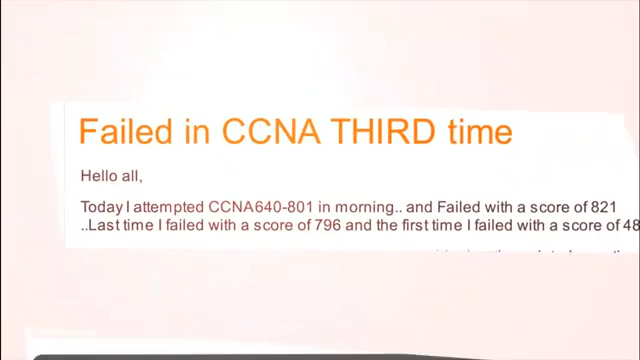 Failed in CCNA THIRD time
Hello all,
Today I attempted CCNA640-801 in morning.. and Failed with a score of 821
..Last time I failed with a score of 796 and the first time I failed with a score of 48